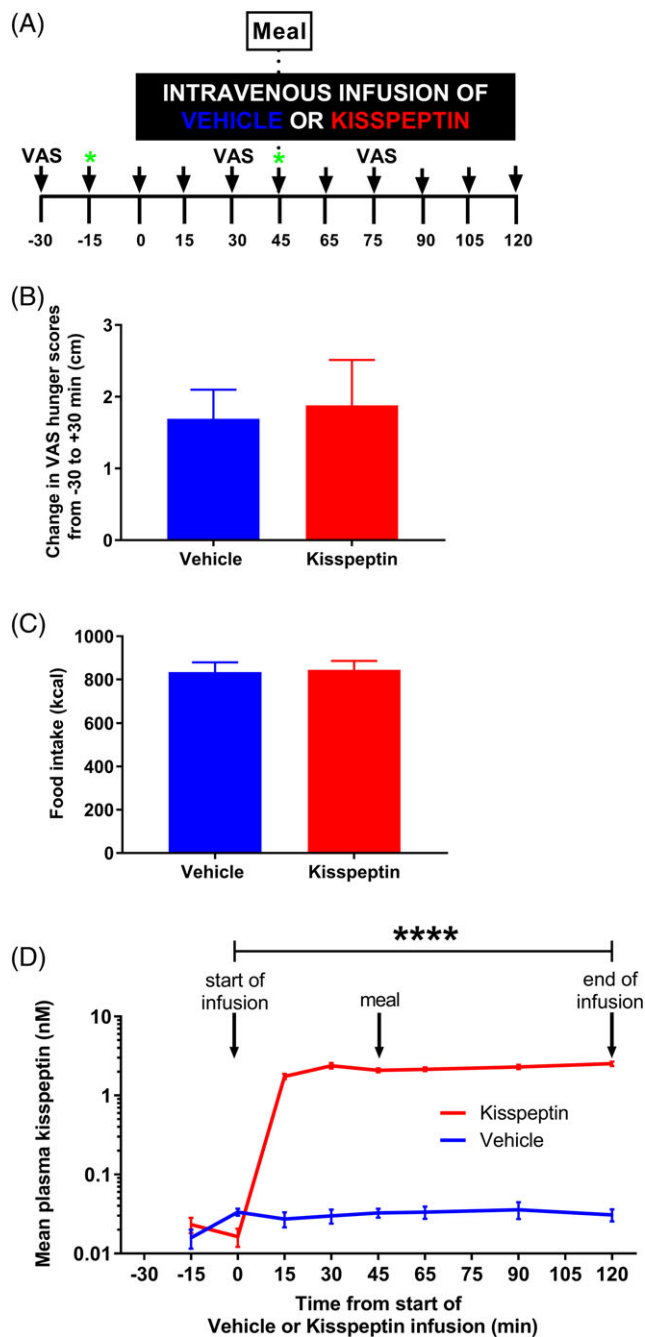 (A)
Meal
INTRAVENOUS INFUSION OF
VEHICLE OR KISSPEPTIN
VAS * VAS * VAS
-30 -15 0 15 30 45 65 75 90 105 120
(B)
Change in VAS hunger scores
from -30 to +30 min (cm)
3
2
1
0
Vehicle Kisspeptin
(C)
Food intake (kcal)
1000
800
600
400
200
0
Vehicle Kisspeptin
(D)
****
start of
infusion
meal
end of
infusion
Mean plasma kisspeptin (nM)
10
1
0.1
0.01
Kisspeptin
Vehicle
-30 -15 0 15 30 45 65 75 90 105 120
Time from start of
Vehicle or Kisspeptin infusion (min)